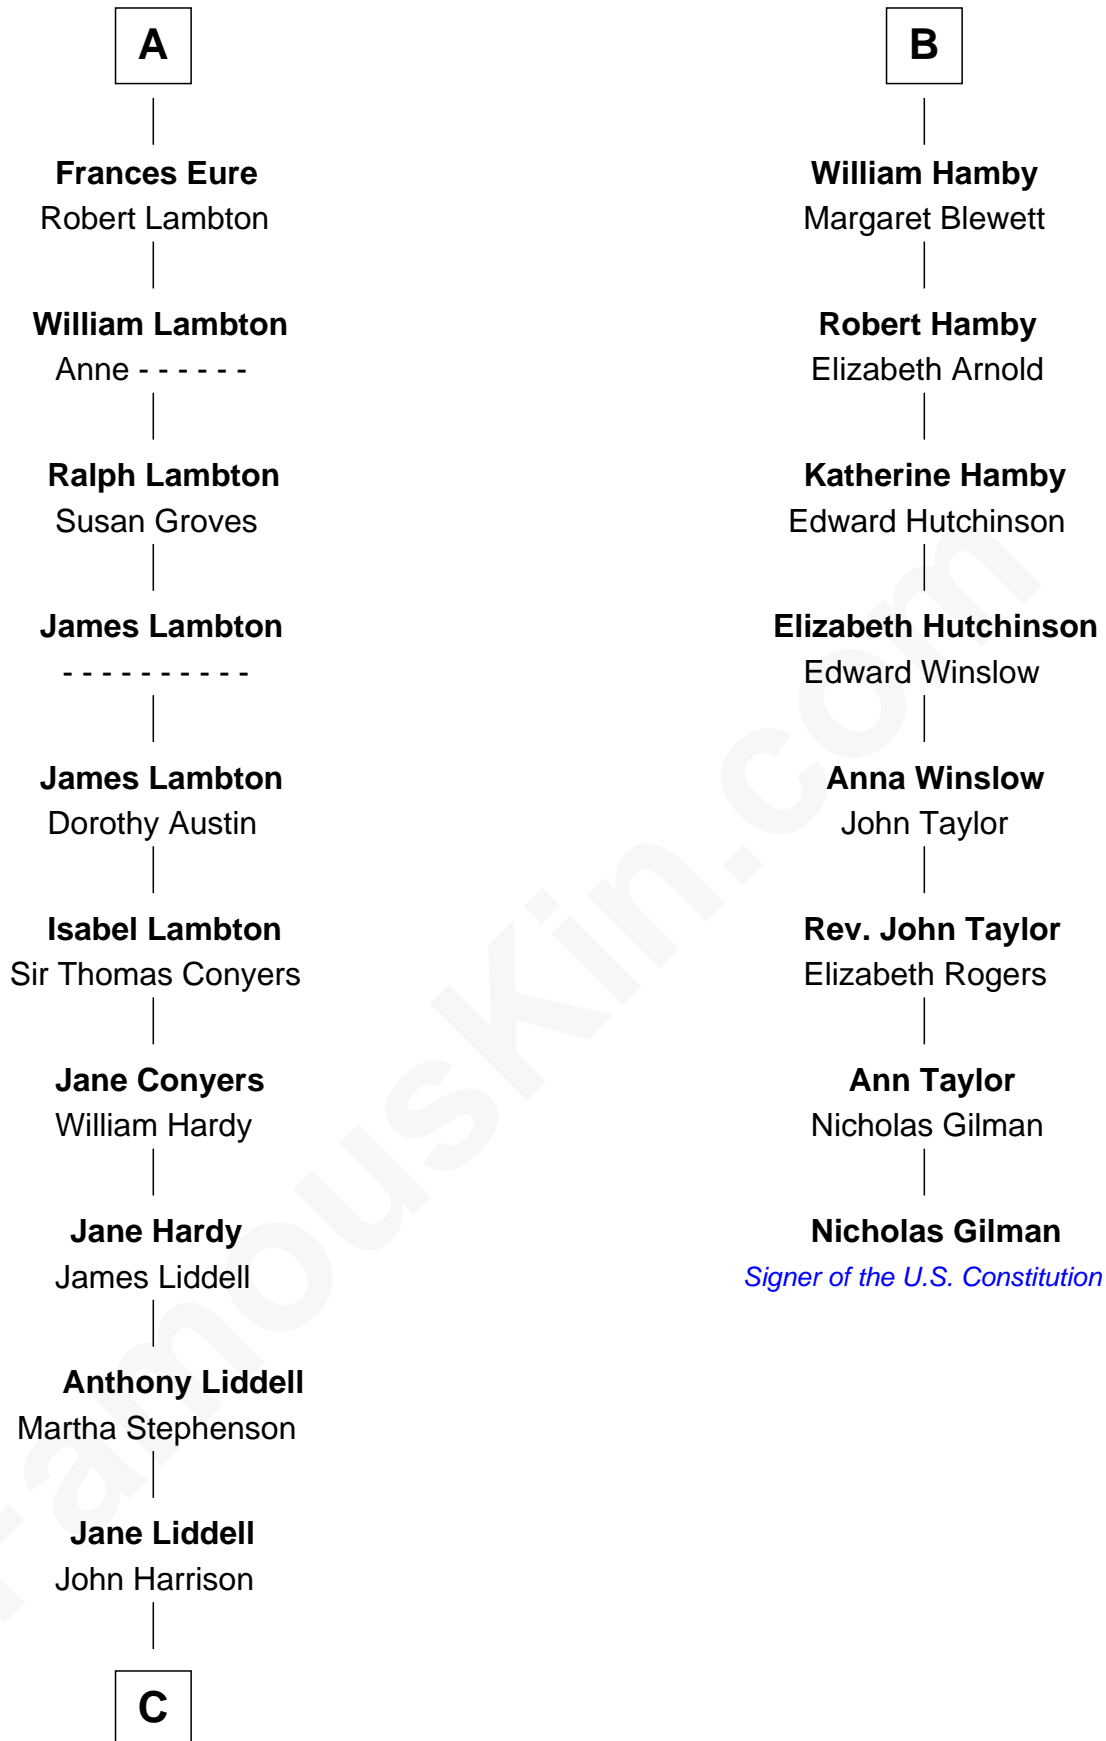 A
Frances Eure
Robert Lambton
William Lambton
Anne - - - - - -
Ralph Lambton
Susan Groves
James Lambton
- - - - - - - - - -
James Lambton
Dorothy Austin
Isabel Lambton
Sir Thomas Conyers
Jane Conyers
William Hardy
Jane Hardy
James Liddell
Anthony Liddell
Martha Stephenson
Jane Liddell
John Harrison
C
B
William Hamby
Margaret Blewett
Robert Hamby
Elizabeth Arnold
Katherine Hamby
Edward Hutchinson
Elizabeth Hutchinson
Edward Winslow
Anna Winslow
John Taylor
Rev. John Taylor
Elizabeth Rogers
Ann Taylor
Nicholas Gilman
Nicholas Gilman
Signer of the U.S. Constitution
FamousKin.com